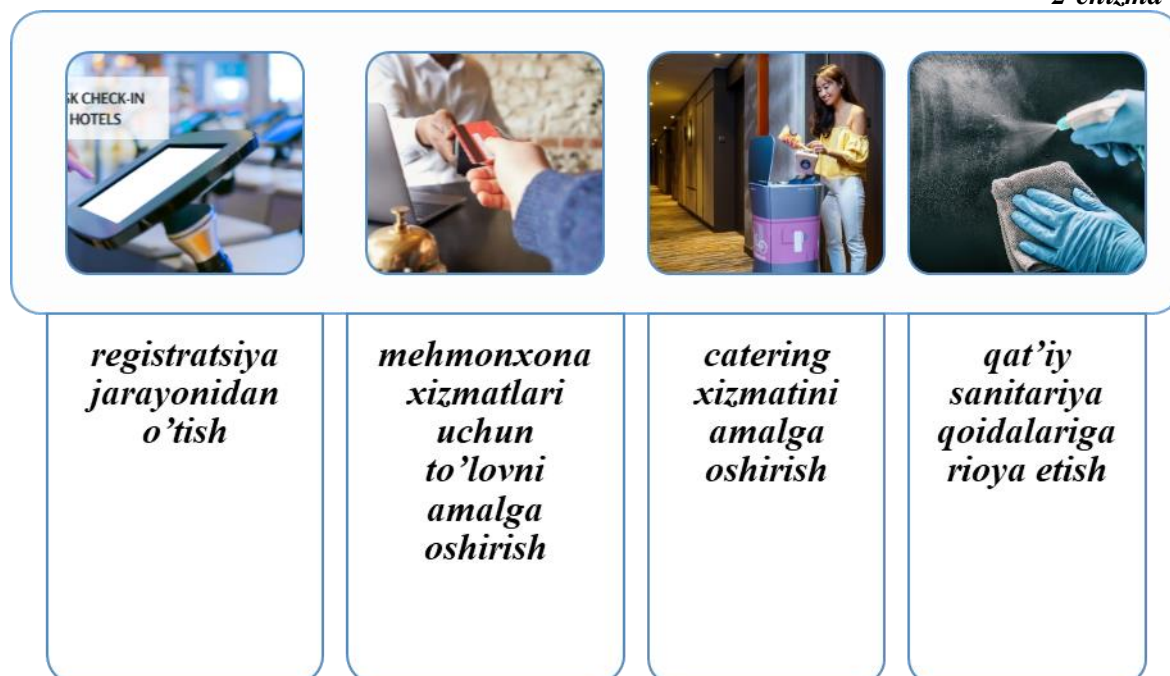 2-chizma
SK CHECK-IN
HOTELS
registratsiya
jarayonidan
o’tish
mehmonxona
xizmatlari
uchun
to’lovni
amalga
oshirish
catering
xizmatini
amalga
oshirish
qat’iy
sanitariya
qoidalariga
rioya etish